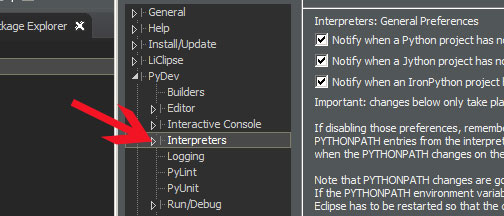 ckage Explorer
General
Help
Install/Update
LiClipse
PyDev
Builders
Editor
Interactive Console
Interpreters
Logging
PyLint
PyUnit
Run/Debug
Interpreters: General Preferences
Notify when a Python project has no
Notify when a Jython project has no
Notify when an IronPython project h
Important: changes below only take pla
If disabling those preferences, rememb
PYTHONPATH entries from the interpret
when the PYTHONPATH changes on the
Note that PYTHONPATH changes are go
If the PYTHONPATH environment variab
Eclipse has to be restarted so that the c